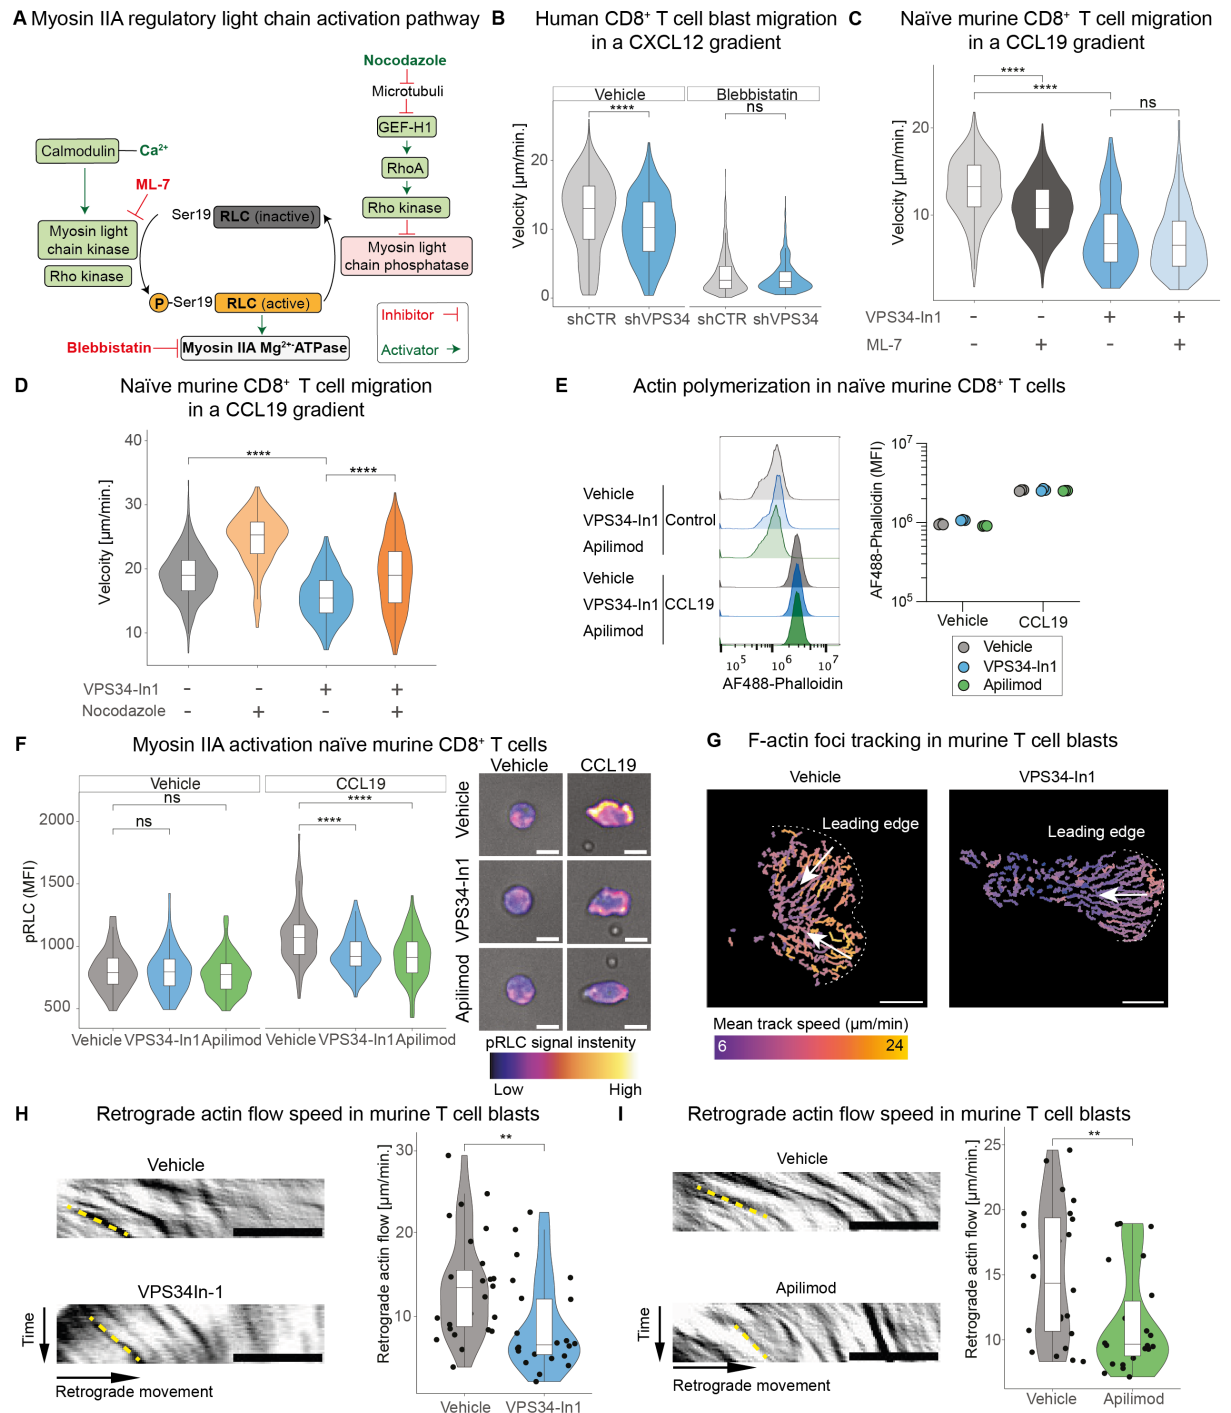 A Myosin IIA regulatory light chain activation pathway
Nocodazole
Microtubuli
GEF-H1
RhoA
Rho kinase
Myosin light
chain phosphatase
Calmodulin
Ca²⁺
ML-7
Ser19 RLC (inactive)
Myosin light
chain kinase
Rho kinase
P -Ser19 RLC (active)
Blebbistatin
Myosin IIA Mg²⁺-ATPase
Inhibitor
Activator
B Human CD8⁺ T cell blast migration
in a CXCL12 gradient
Vehicle
Blebbistatin
****
ns
Velocity [µm/min.]
20
10
0
shCTR shVPS34 shCTR shVPS34
C Naïve murine CD8⁺ T cell migration
in a CCL19 gradient
****
****
ns
Velocity [µm/min.]
20
10
VPS34-In1 - - + +
ML-7 - + - +
D Naïve murine CD8⁺ T cell migration
in a CCL19 gradient
****
****
Velcoity [µm/min.]
40
30
20
10
VPS34-In1 - - + +
Nocodazole - + - +
E Actin polymerization in naïve murine CD8⁺ T cells
Vehicle
VPS34-In1 Control
Apilimod
Vehicle
VPS34-In1 CCL19
Apilimod
10⁵ 10⁶ 10⁷
AF488-Phalloidin
AF488-Phalloidin (MFI)
10⁷
10⁶
10⁵
Vehicle CCL19
Vehicle
VPS34-In1
Apilimod
F Myosin IIA activation naïve murine CD8⁺ T cells
Vehicle
CCL19
ns
ns
****
****
pRLC (MFI)
2000
1500
1000
500
Vehicle VPS34-In1 Apilimod Vehicle VPS34-In1 Apilimod
Vehicle CCL19
Vehicle
VPS34-In1
Apilimod
pRLC signal instenity
Low High
G F-actin foci tracking in murine T cell blasts
Vehicle
VPS34-In1
Leading edge
Leading edge
Mean track speed (µm/min)
6 24
H Retrograde actin flow speed in murine T cell blasts
Vehicle
VPS34In-1
Time
Retrograde movement
Retrograde actin flow [µm/min.]
30
20
10
**
Vehicle VPS34-In1
I Retrograde actin flow speed in murine T cell blasts
Vehicle
Apilimod
Time
Retrograde movement
Retrograde actin flow [µm/min.]
25
20
15
10
**
Vehicle Apilimod